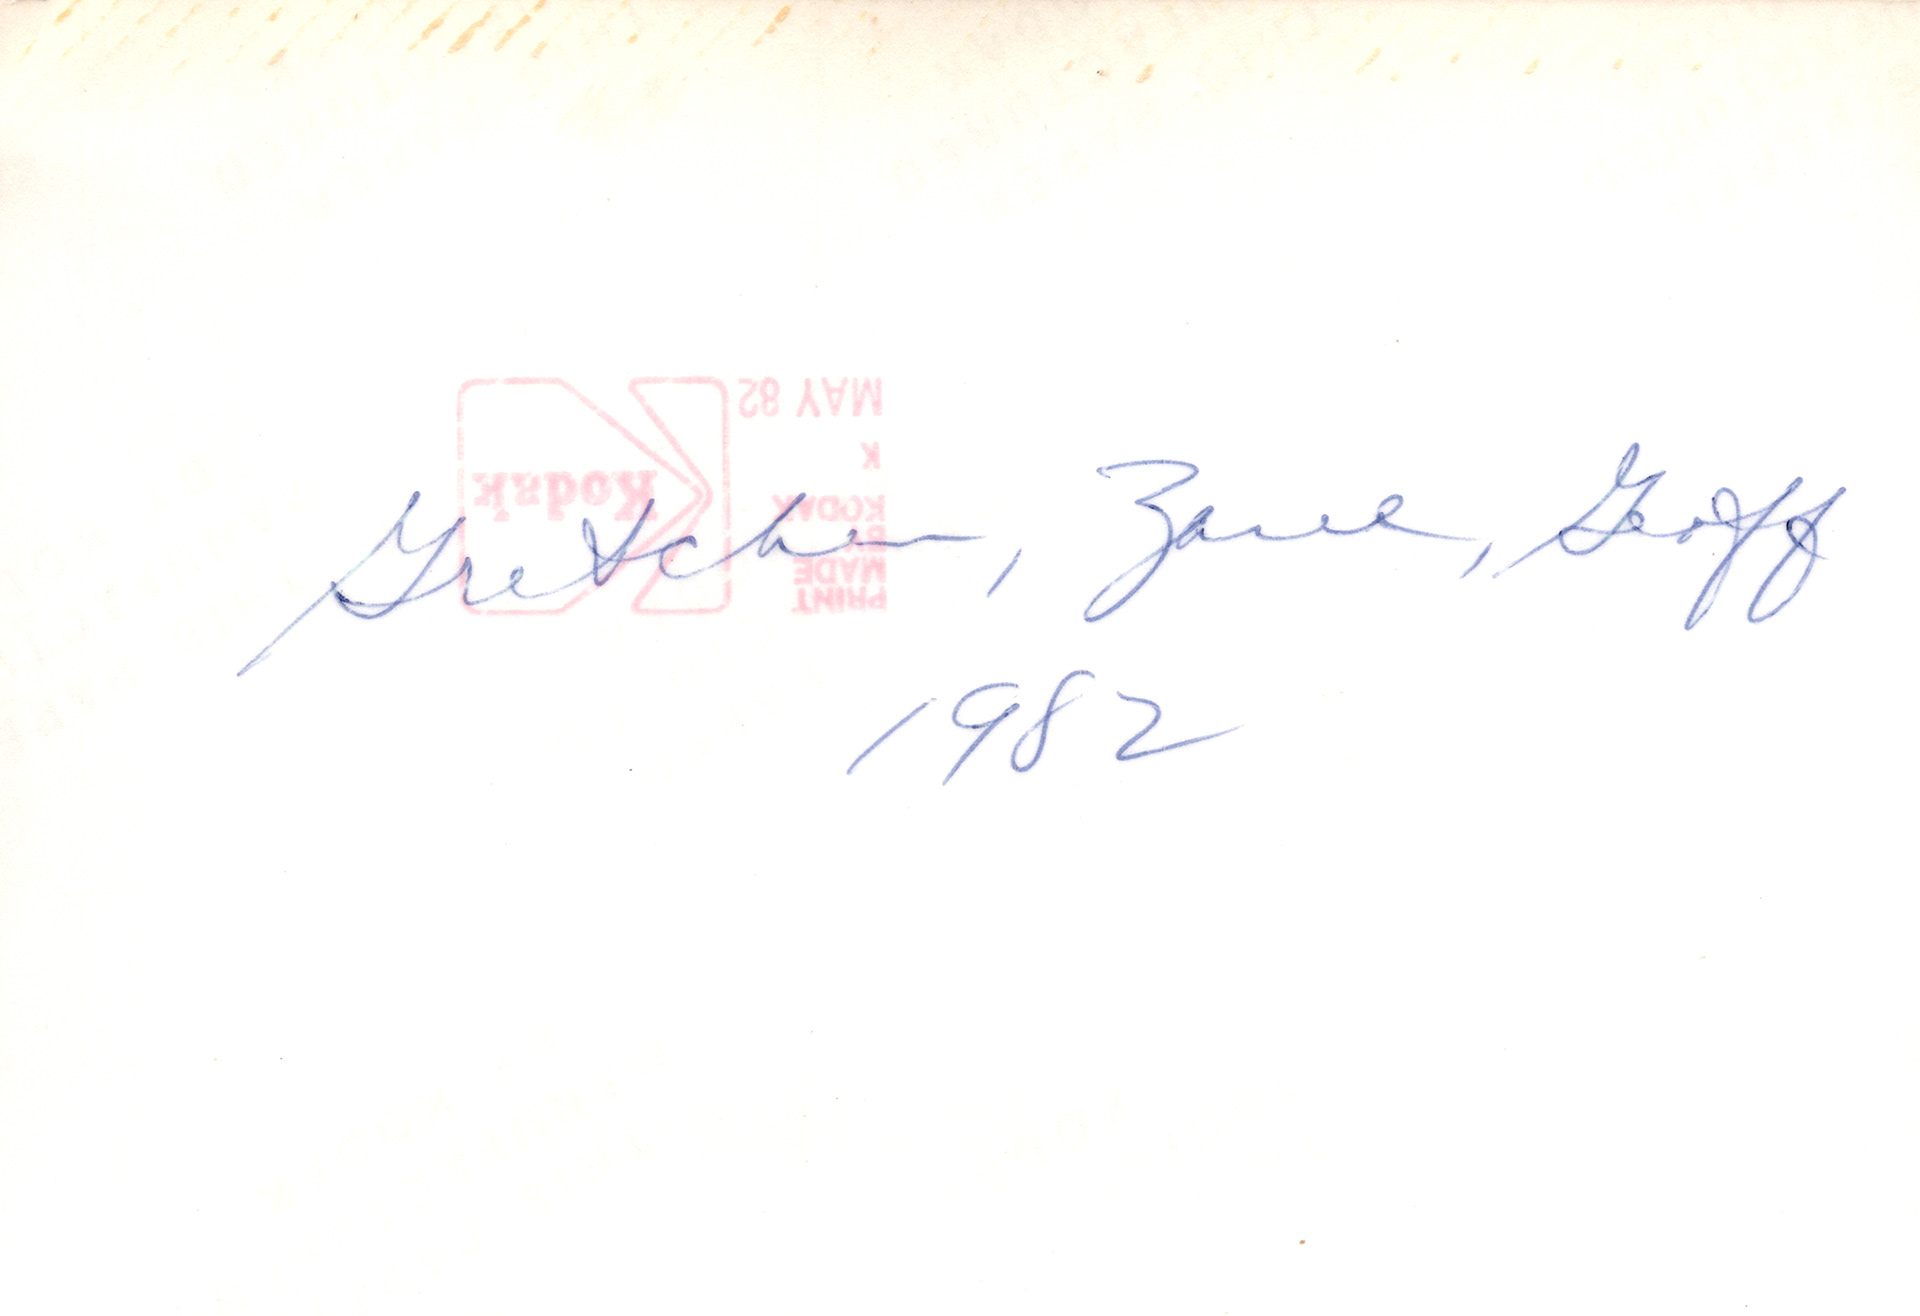 Gretchen, Zane, Geoff
1982
PRINT
MADE
BY
KODAK
K
MAY 82
Kodak